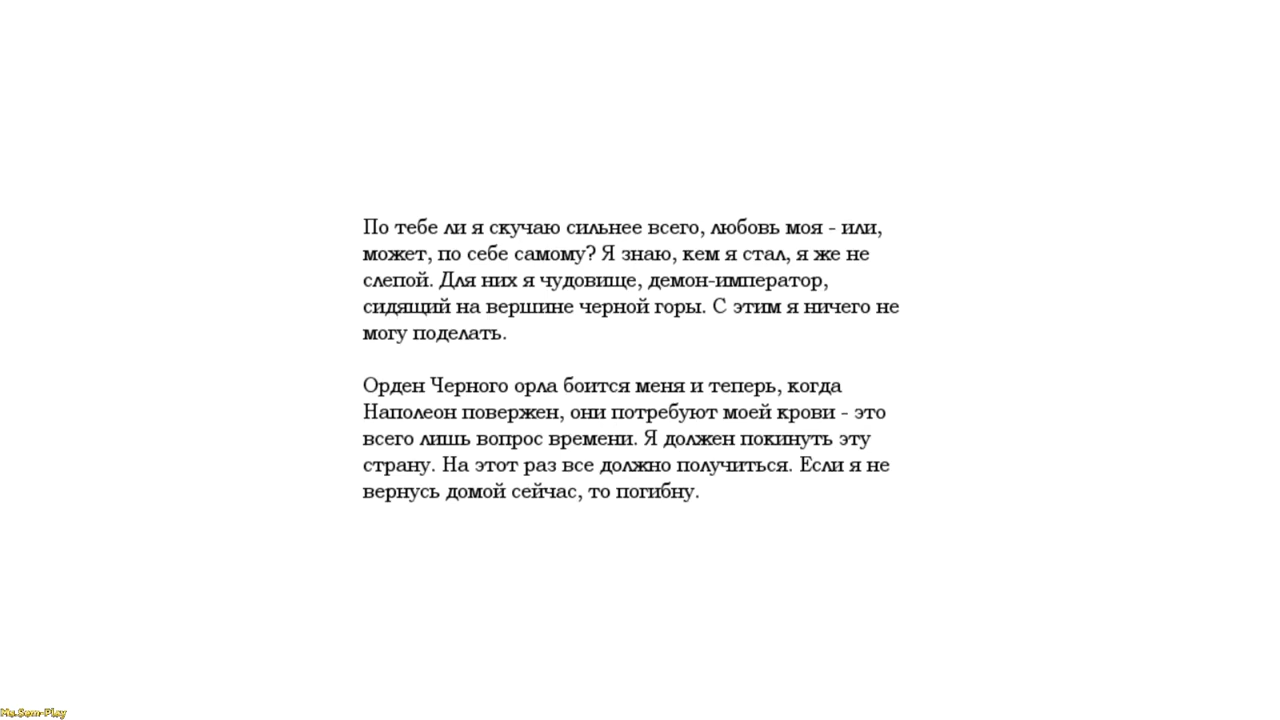 По тебе ли я скучаю сильнее всего, любовь моя - или,
может, по себе самому? Я знаю, кем я стал, я же не
слепой. Для них я чудовище, демон-император,
сидящий на вершине черной горы. С этим я ничего не
могу поделать.
Орден Черного орла боится меня и теперь, когда
Наполеон повержен, они потребуют моей крови - это
всего лишь вопрос времени. Я должен покинуть эту
страну. На этот раз все должно получиться. Если я не
вернусь домой сейчас, то погибну.
Ms.Sam-Play